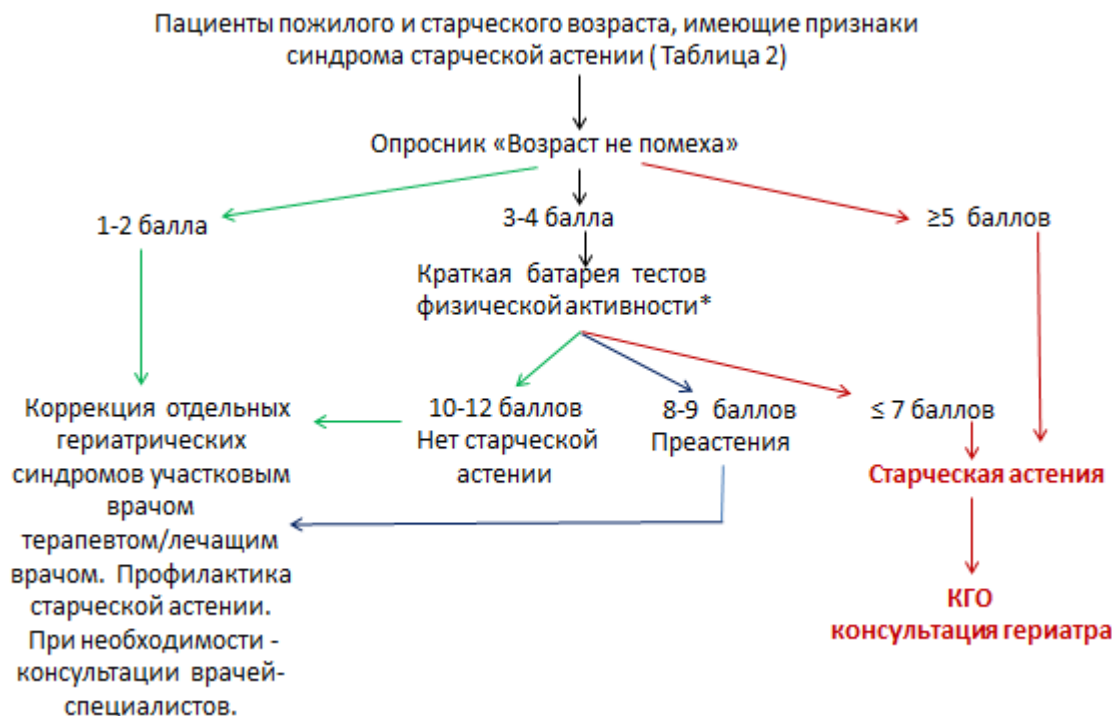 Пациенты пожилого и старческого возраста, имеющие признаки
синдрома старческой астении ( Таблица 2)
Опросник «Возраст не помеха»
1-2 балла
3-4 балла
≥5 баллов
Краткая батарея тестов
физической активности*
10-12 баллов
Нет старческой
астении
8-9 баллов
Преастения
≤ 7 баллов
Старческая астения
КГО
консультация гериатра
Коррекция отдельных
гериатрических
синдромов участковым
врачом
терапевтом/лечащим
врачом. Профилактика
старческой астении.
При необходимости -
консультации врачей-
специалистов.